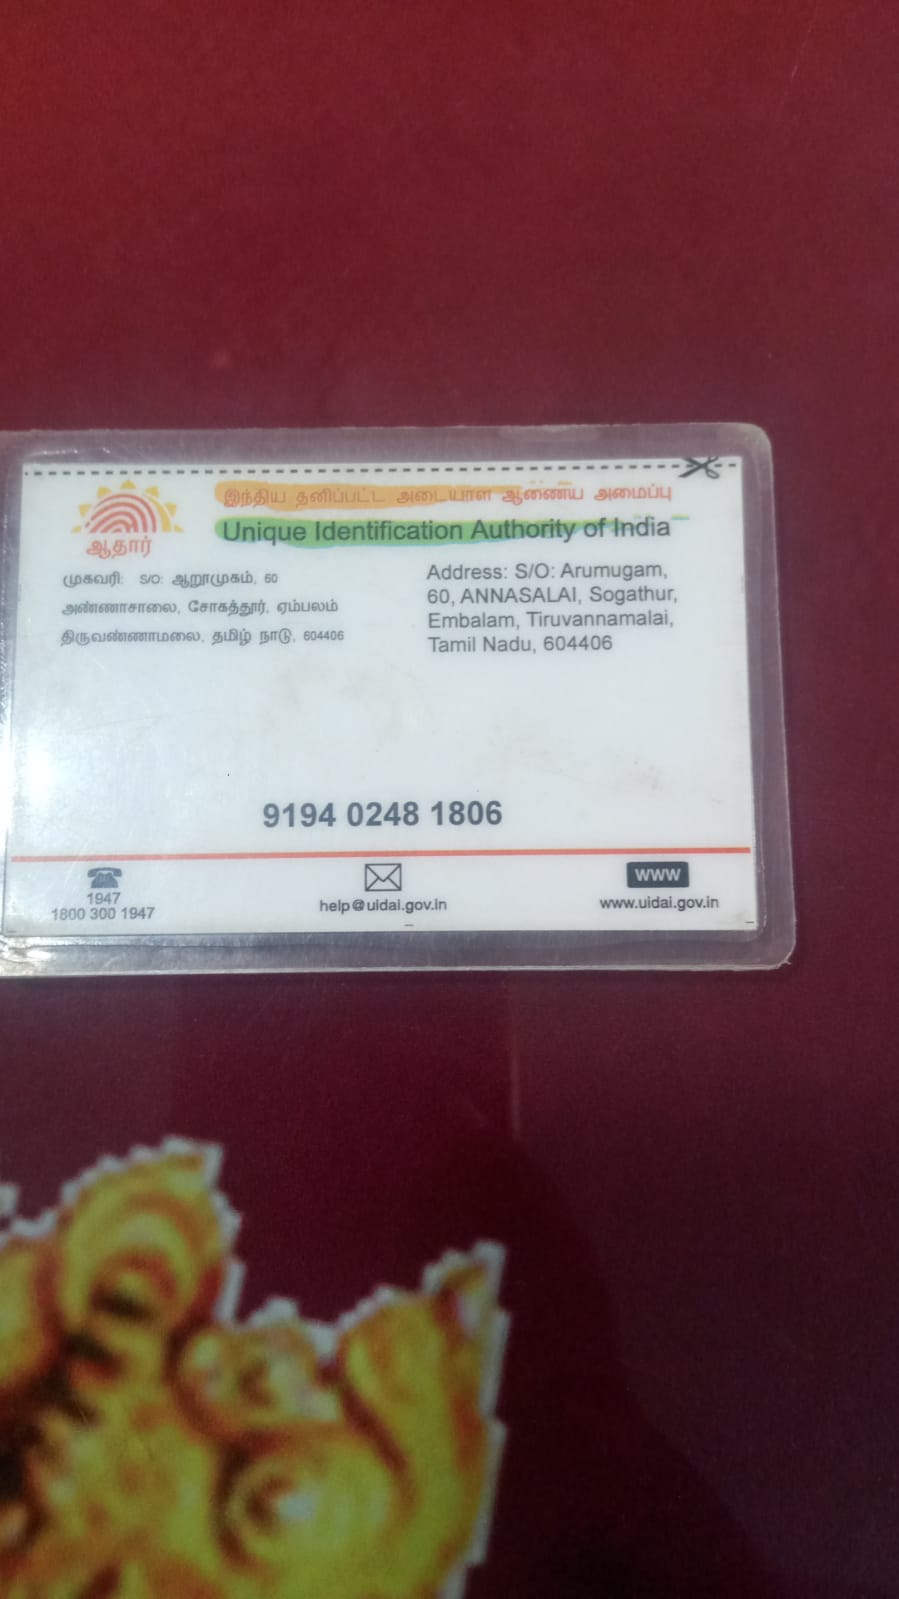 இந்திய தனிப்பட்ட அடையாள ஆணைய அமைப்பு
Unique Identification Authority of India
ஆதார்
முகவரி: S/O: ஆறுமுகம், 60
அண்ணாசாலை, சோகத்தூர், ஏம்பலம்
திருவண்ணாமலை, தமிழ் நாடு, 604406
Address: S/O: Arumugam,
60, ANNASALAI, Sogathur,
Embalam, Tiruvannamalai,
Tamil Nadu, 604406
9194 0248 1806
1947
1800 300 1947
help@uidai.gov.in
WWW
www.uidai.gov.in